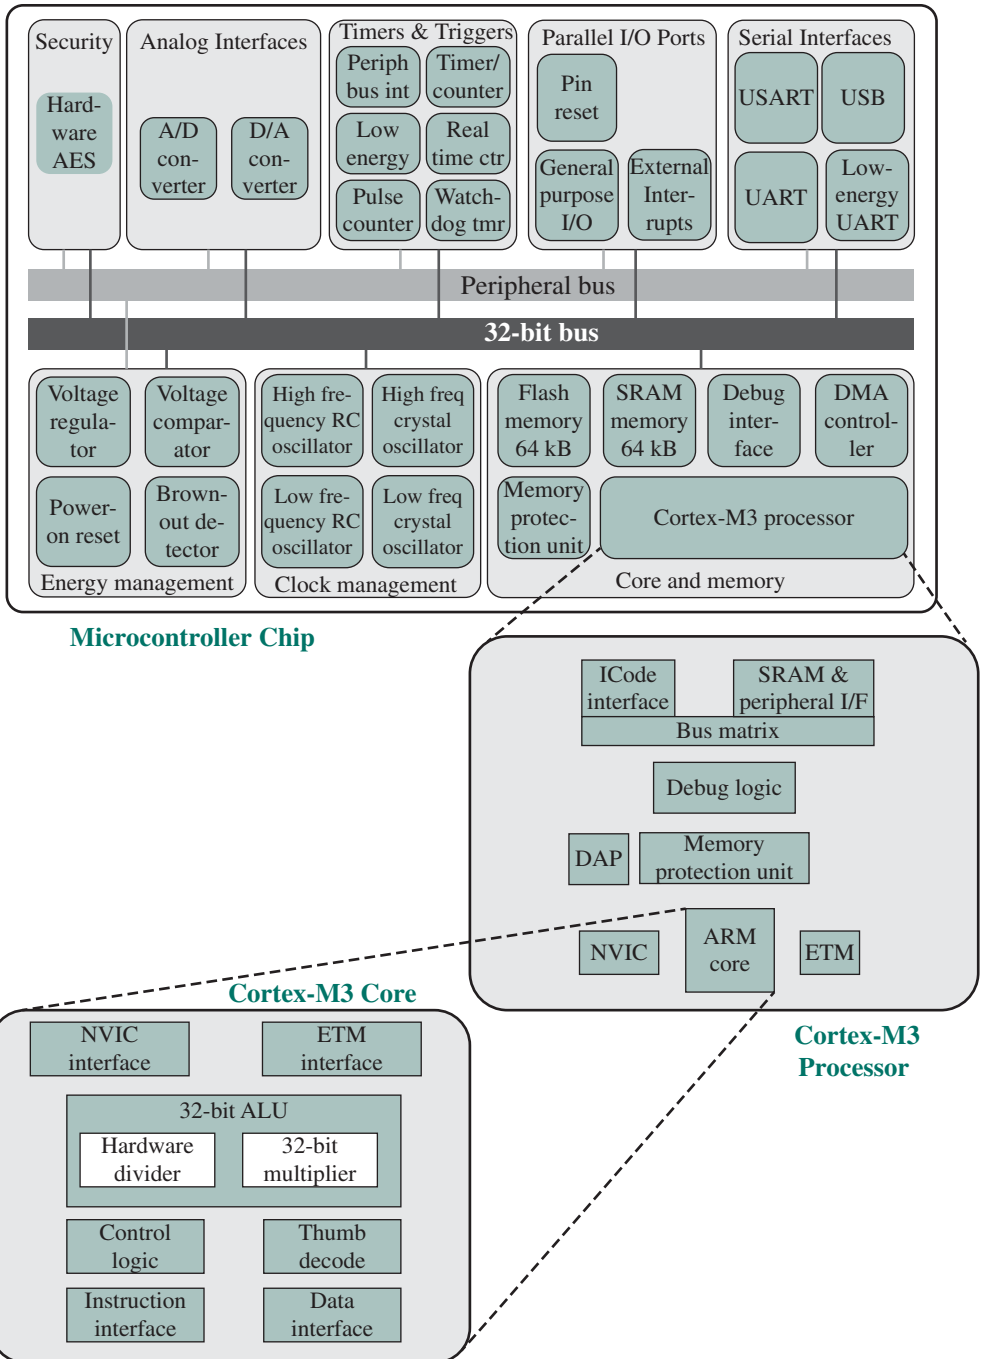 Security
Hard-
ware
AES
Analog Interfaces
A/D
con-
verter
D/A
con-
verter
Timers & Triggers
Periph
bus int
Timer/
counter
Low
energy
Real
time ctr
Pulse
counter
Watch-
dog tmr
Parallel I/O Ports
Pin
reset
General
purpose
I/O
External
Inter-
rupts
Serial Interfaces
USART
USB
UART
Low-
energy
UART
Peripheral bus
32-bit bus
Voltage
regula-
tor
Voltage
compar-
ator
Power-
on reset
Brown-
out de-
tector
Energy management
High fre-
quency RC
oscillator
High freq
crystal
oscillator
Low fre-
quency RC
oscillator
Low freq
crystal
oscillator
Clock management
Flash
memory
64 kB
SRAM
memory
64 kB
Debug
inter-
face
DMA
control-
ler
Memory
protec-
tion unit
Cortex-M3 processor
Core and memory
Microcontroller Chip
ICode
interface
SRAM &
peripheral I/F
Bus matrix
Debug logic
DAP
Memory
protection unit
NVIC
ARM
core
ETM
Cortex-M3
Processor
Cortex-M3 Core
NVIC
interface
ETM
interface
32-bit ALU
Hardware
divider
32-bit
multiplier
Control
logic
Thumb
decode
Instruction
interface
Data
interface